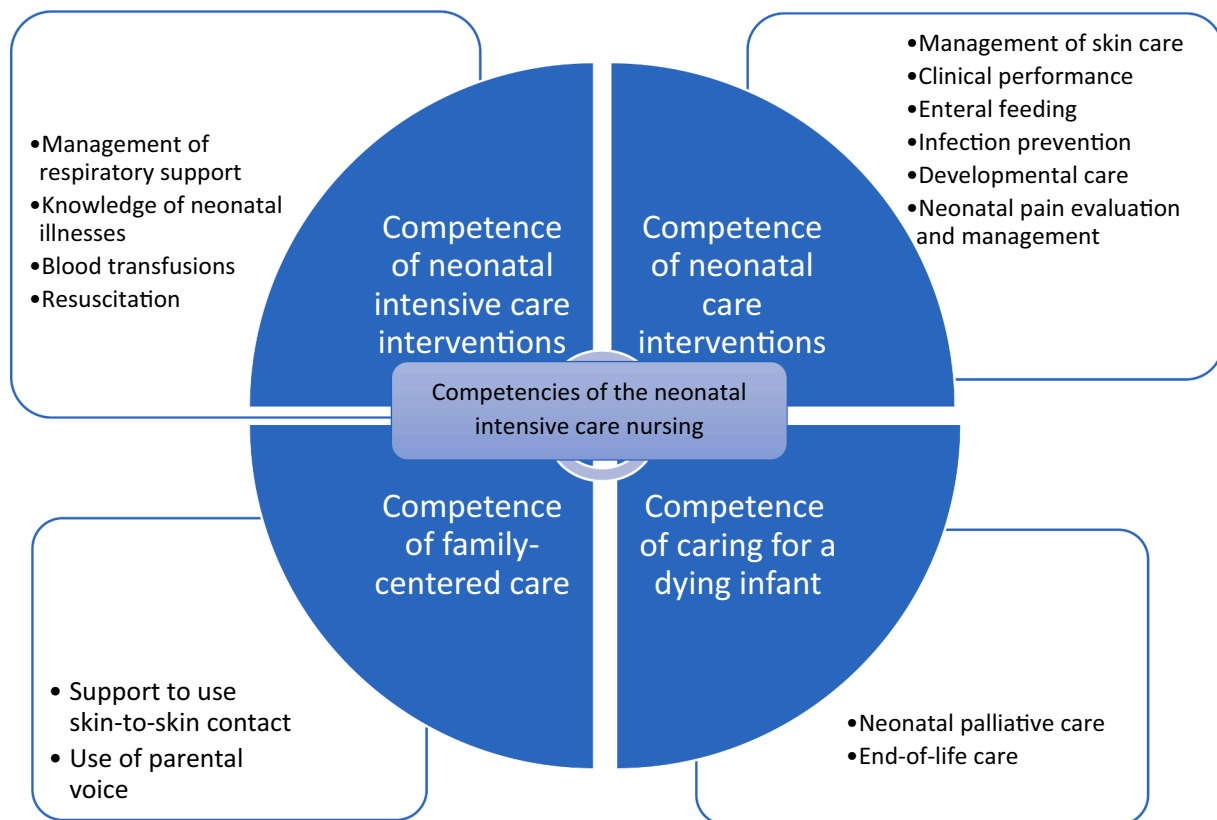 •Management of
respiratory support
•Knowledge of neonatal
illnesses
•Blood transfusions
•Resuscitation
•Management of skin care
•Clinical performance
•Enteral feeding
•Infection prevention
•Developmental care
•Neonatal pain evaluation
and management
Competence
of neonatal
intensive care
interventions
Competence
of neonatal
care
interventions
Competencies of the neonatal
intensive care nursing
Competence
of family-
centered care
Competence
of caring for a
dying infant
• Support to use
skin-to-skin contact
• Use of parental
voice
•Neonatal palliative care
•End-of-life care